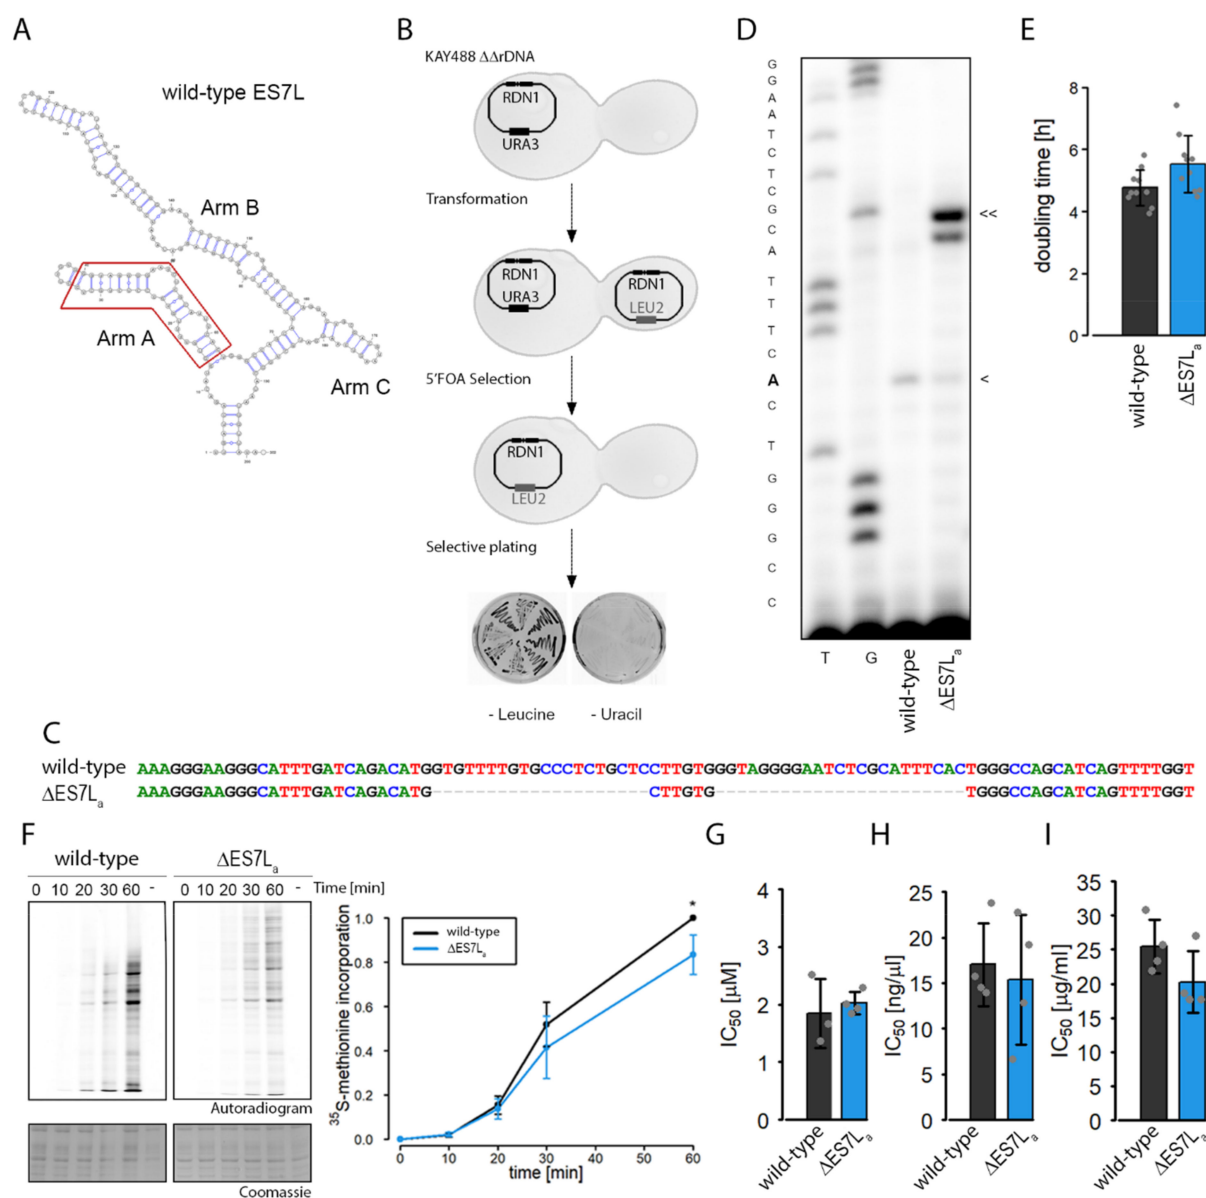 A
wild-type ES7L
Arm B
Arm A
Arm C
B
KAY488 ΔΔrDNA
RDN1
URA3
Transformation
RDN1
URA3
RDN1
LEU2
5'FOA Selection
RDN1
LEU2
Selective plating
- Leucine
- Uracil
D
G
G
A
A
T
C
T
C
G
C
A
T
T
T
C
A
C
T
G
G
G
C
C
<<
<
T
G
wild-type
ΔES7Lₐ
E
doubling time [h]
8
6
4
2
0
wild-type
ΔES7Lₐ
C
wild-type AAAGGGAAGGGCATTTGATCAGACATGGTGTTTTGTGCCCTCTGCTCCTTGTGGGTAGGGGAATCTCGCATTTCACTGGGCCAGCATCAGTTTTGGT
ΔES7Lₐ AAAGGGAAGGGCATTTGATCAGACATG------------------CTTGTG--------------------TGGGCCAGCATCAGTTTTGGT
F
wild-type
ΔES7Lₐ
0 10 20 30 60 -
0 10 20 30 60 -
Time [min]
Autoradiogram
Coomassie
³⁵S-methionine incorporation
1.0
0.8
0.6
0.4
0.2
0.0
wild-type
ΔES7Lₐ
*
0 10 20 30 40 50 60
time [min]
G
IC₅₀ [μM]
4
3
2
1
0
wild-type
ΔES7Lₐ
H
IC₅₀ [ng/μl]
25
20
15
10
5
0
wild-type
ΔES7Lₐ
I
IC₅₀ [μg/ml]
35
30
25
20
15
10
5
0
wild-type
ΔES7Lₐ